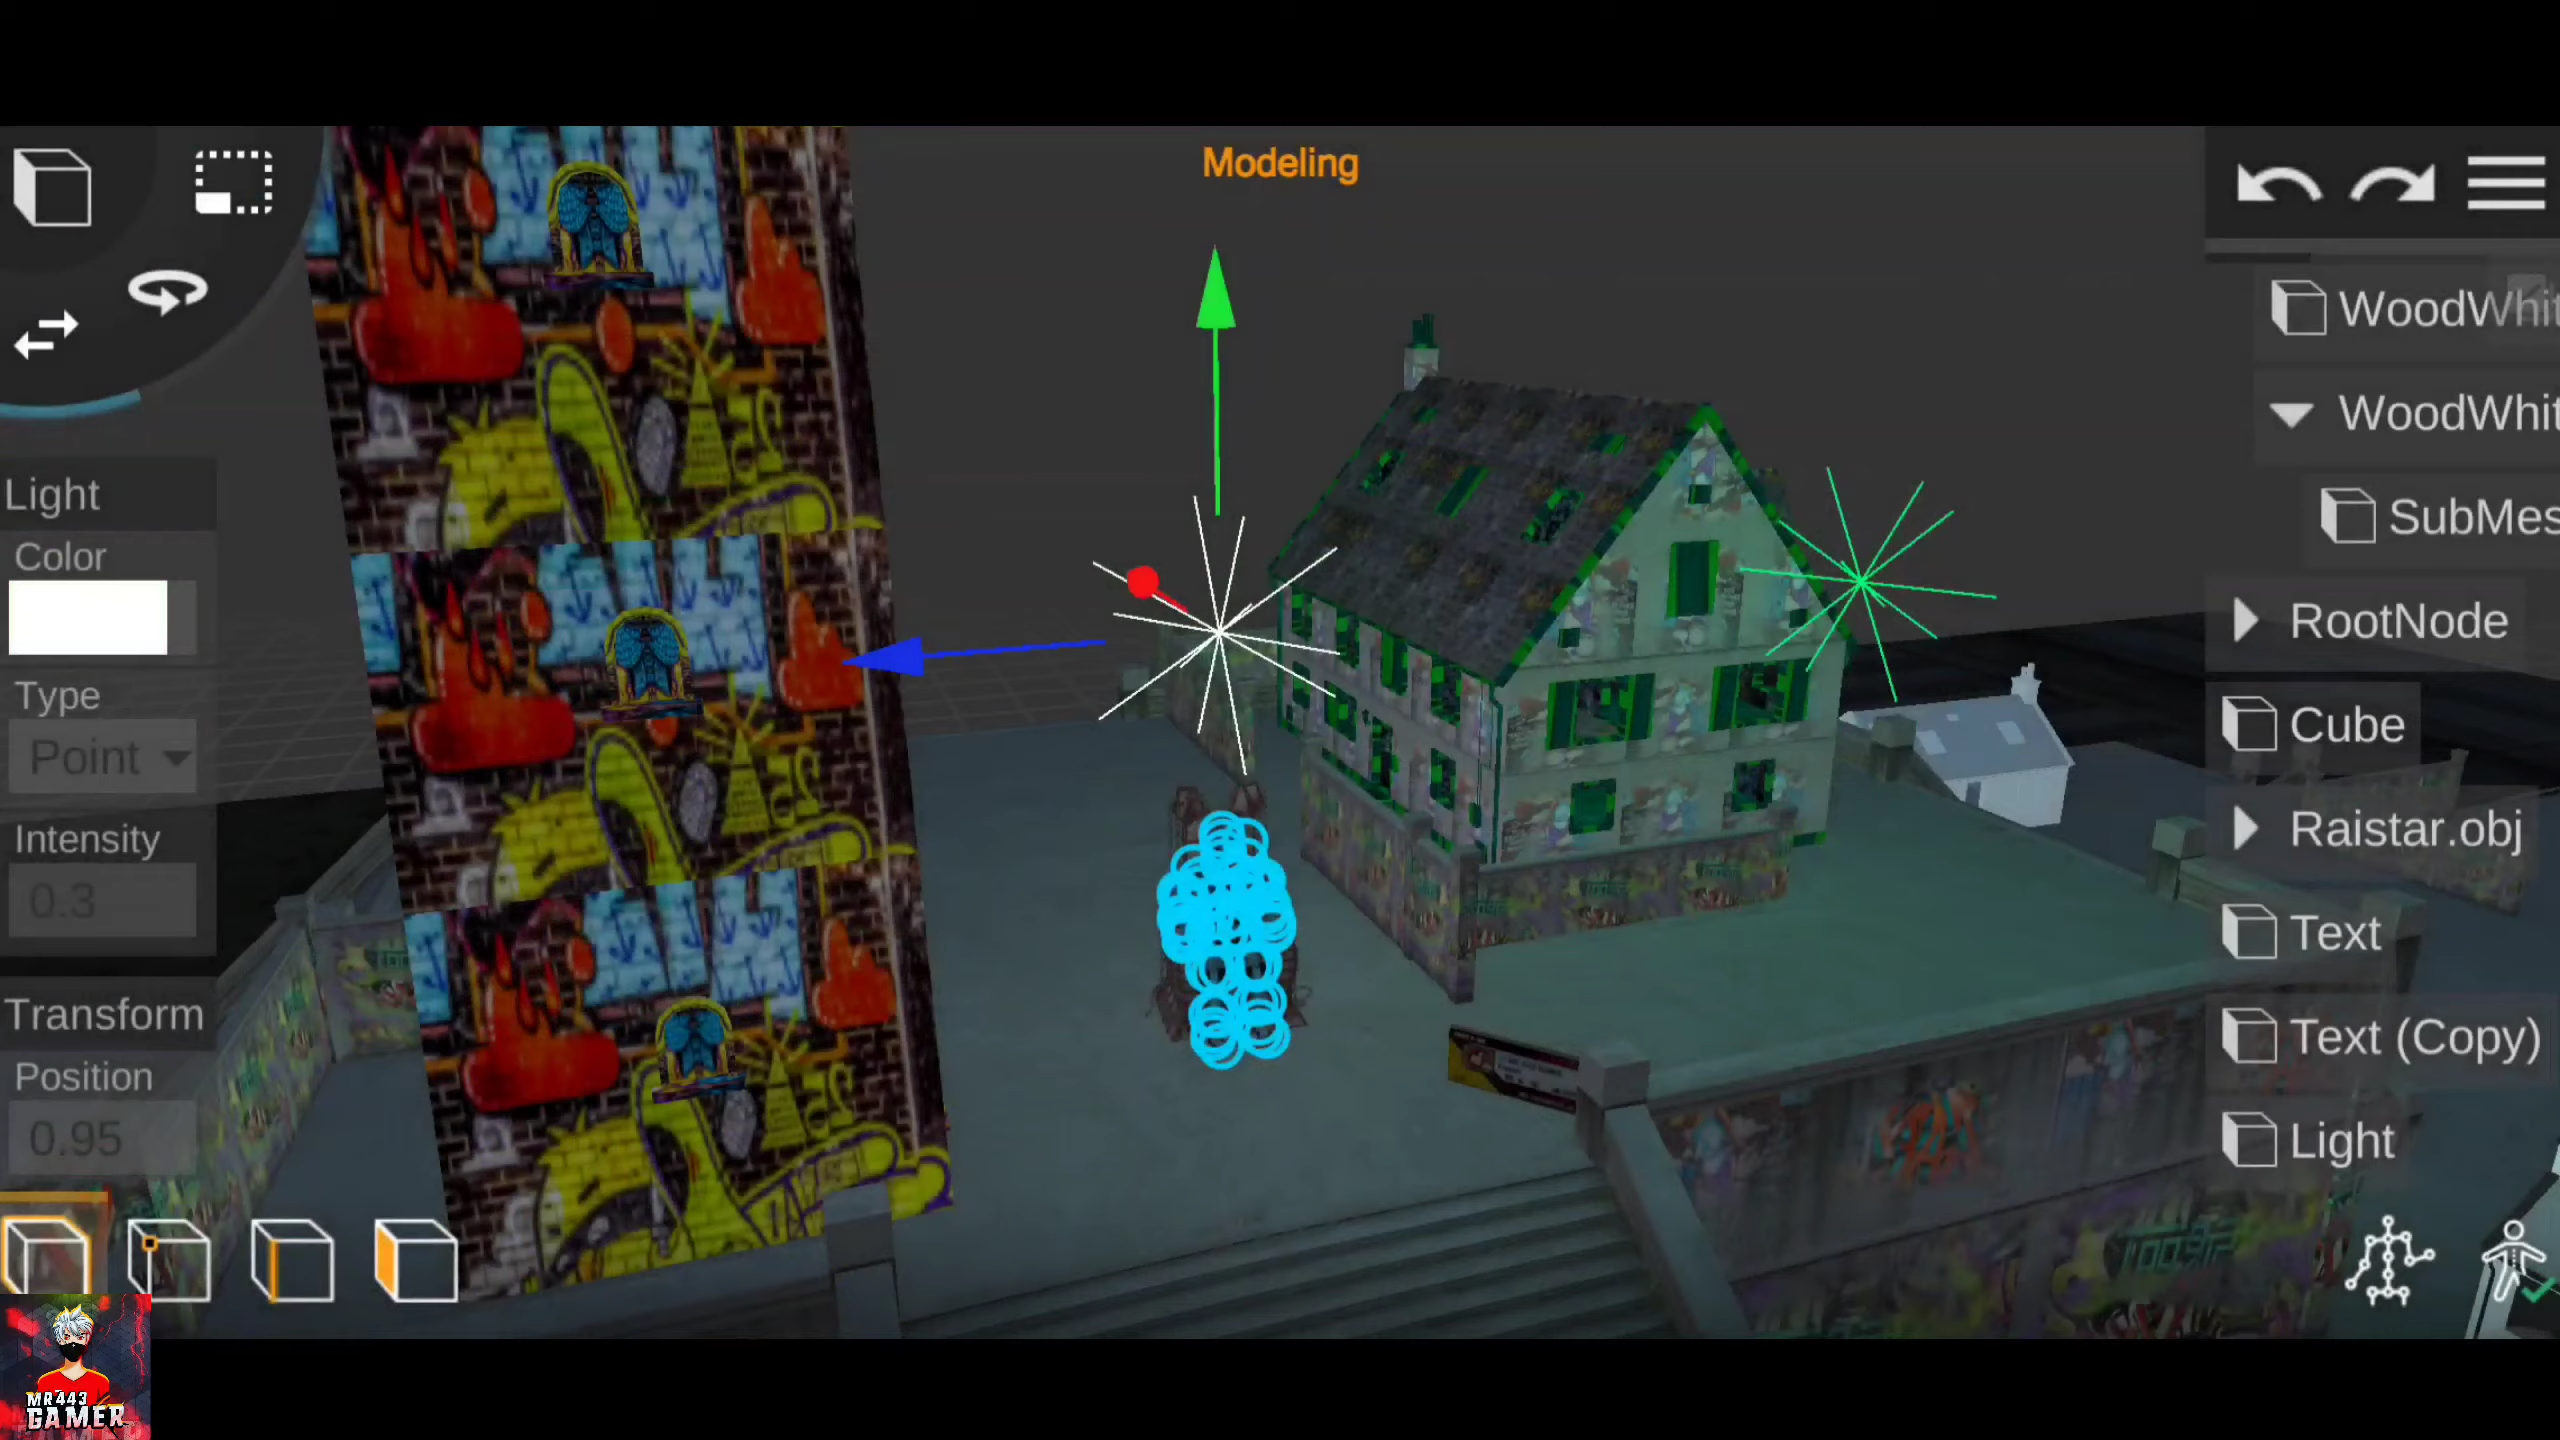 Modeling
WoodWhit
WoodWhit
SubMes
RootNode
Cube
Raistar.obj
Text
Text (Copy)
Light
Light
Color
Type
Point
Intensity
0.3
Transform
Position
0.95
MR443
GAMER